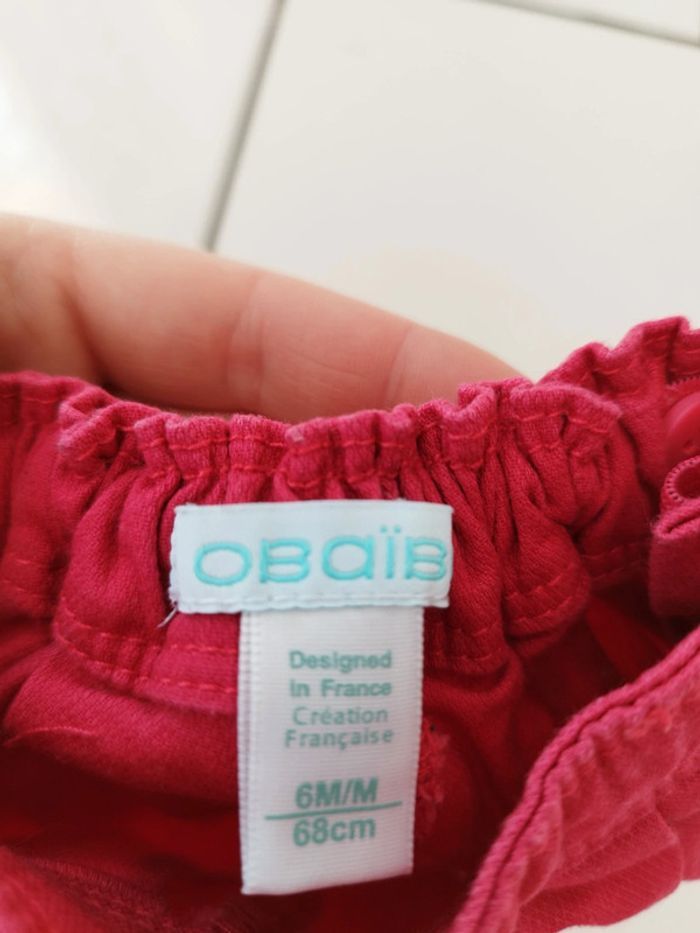 oBaïB
Designed
in France
Création
Française
6M/M
68cm